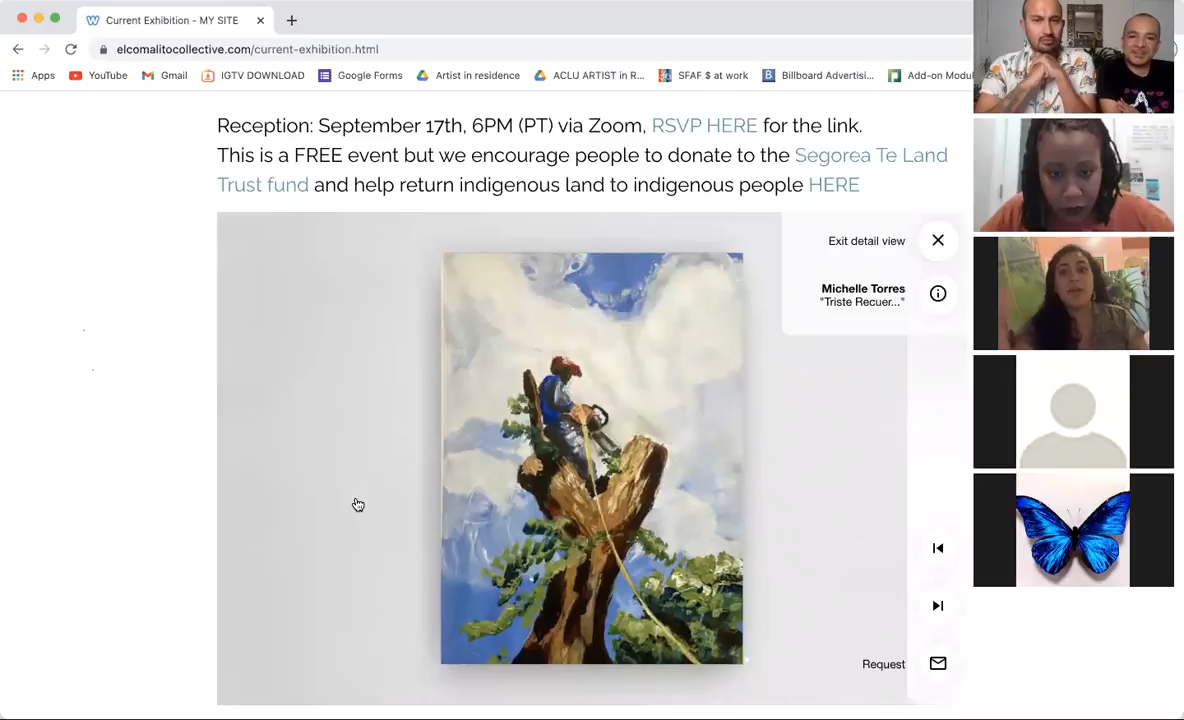 Current Exhibition - MY SITE
elcomalitocollective.com/current-exhibition.html
Apps YouTube Gmail IGTV DOWNLOAD Google Forms Artist in residence ACLU ARTIST in R... SFAF $ at work Billboard Advertisi... Add-on Modul
Reception: September 17th, 6PM (PT) via Zoom, RSVP HERE for the link.
This is a FREE event but we encourage people to donate to the Segorea Te Land
Trust fund and help return indigenous land to indigenous people HERE
Exit detail view
Michelle Torres
"Triste Recuer..."
Request